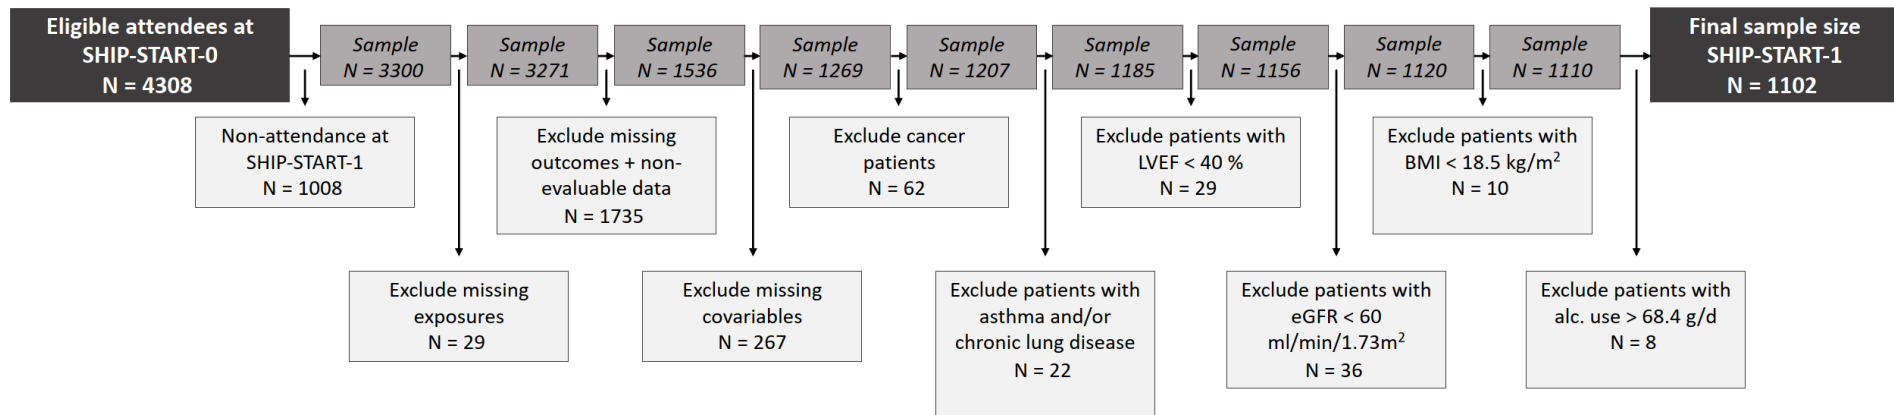 Eligible attendees at
SHIP-START-0
N = 4308
Sample
N = 3300
Sample
N = 3271
Sample
N = 1536
Sample
N = 1269
Sample
N = 1207
Sample
N = 1185
Sample
N = 1156
Sample
N = 1120
Sample
N = 1110
Final sample size
SHIP-START-1
N = 1102
Non-attendance at
SHIP-START-1
N = 1008
Exclude missing
outcomes + non-
evaluable data
N = 1735
Exclude cancer
patients
N = 62
Exclude patients with
LVEF < 40 %
N = 29
Exclude patients with
BMI < 18.5 kg/m²
N = 10
Exclude missing
exposures
N = 29
Exclude missing
covariables
N = 267
Exclude patients with
asthma and/or
chronic lung disease
N = 22
Exclude patients with
eGFR < 60
ml/min/1.73m²
N = 36
Exclude patients with
alc. use > 68.4 g/d
N = 8